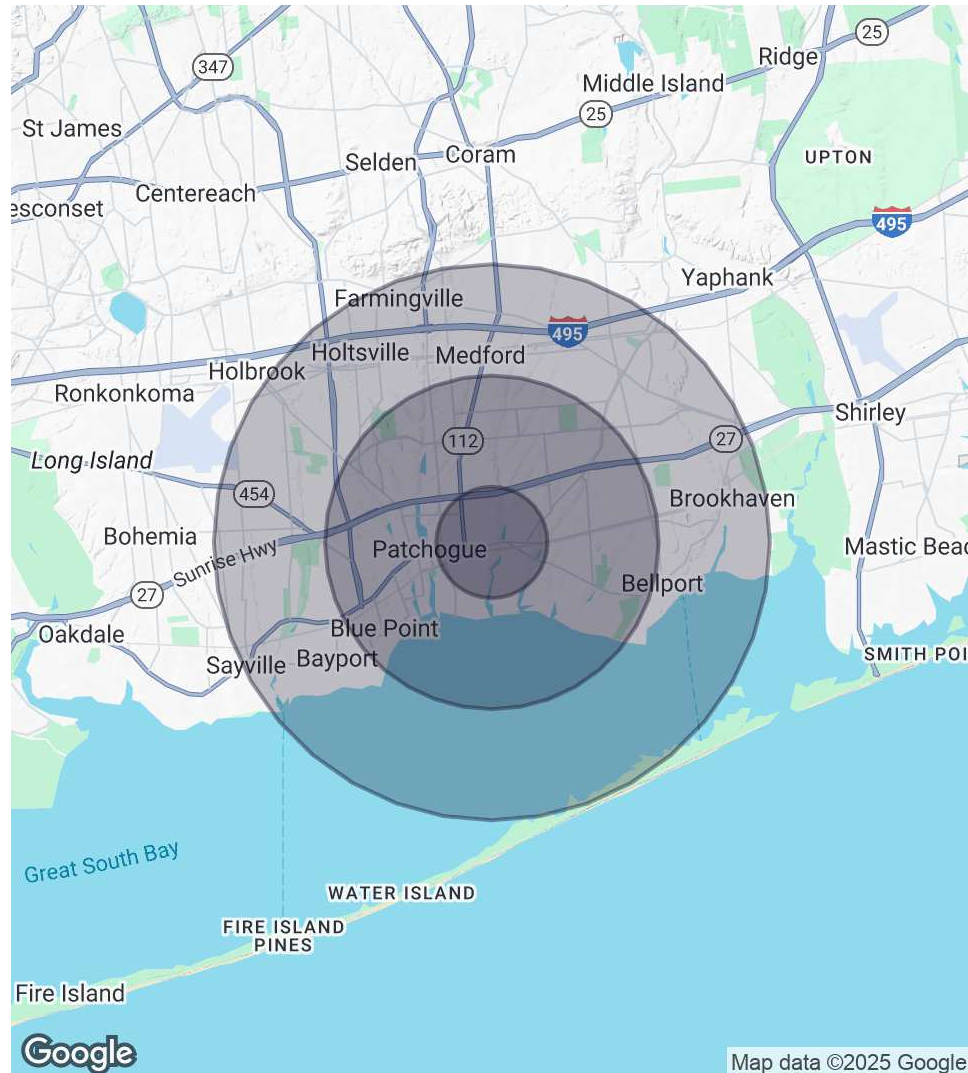 25
Ridge
347
Middle Island
25
St James
Selden
Coram
UPTON
Centereach
esconset
495
Yaphank
Farmingville
495
Holtsville
Medford
Holbrook
Ronkonkoma
Shirley
112
27
Long Island
454
Brookhaven
Bohemia
Sunrise Hwy
Patchogue
Mastic Beac
27
Bellport
Oakdale
Blue Point
Sayville
Bayport
SMITH POI
Great South Bay
WATER ISLAND
FIRE ISLAND
PINES
Fire Island
Google
Map data ©2025 Google